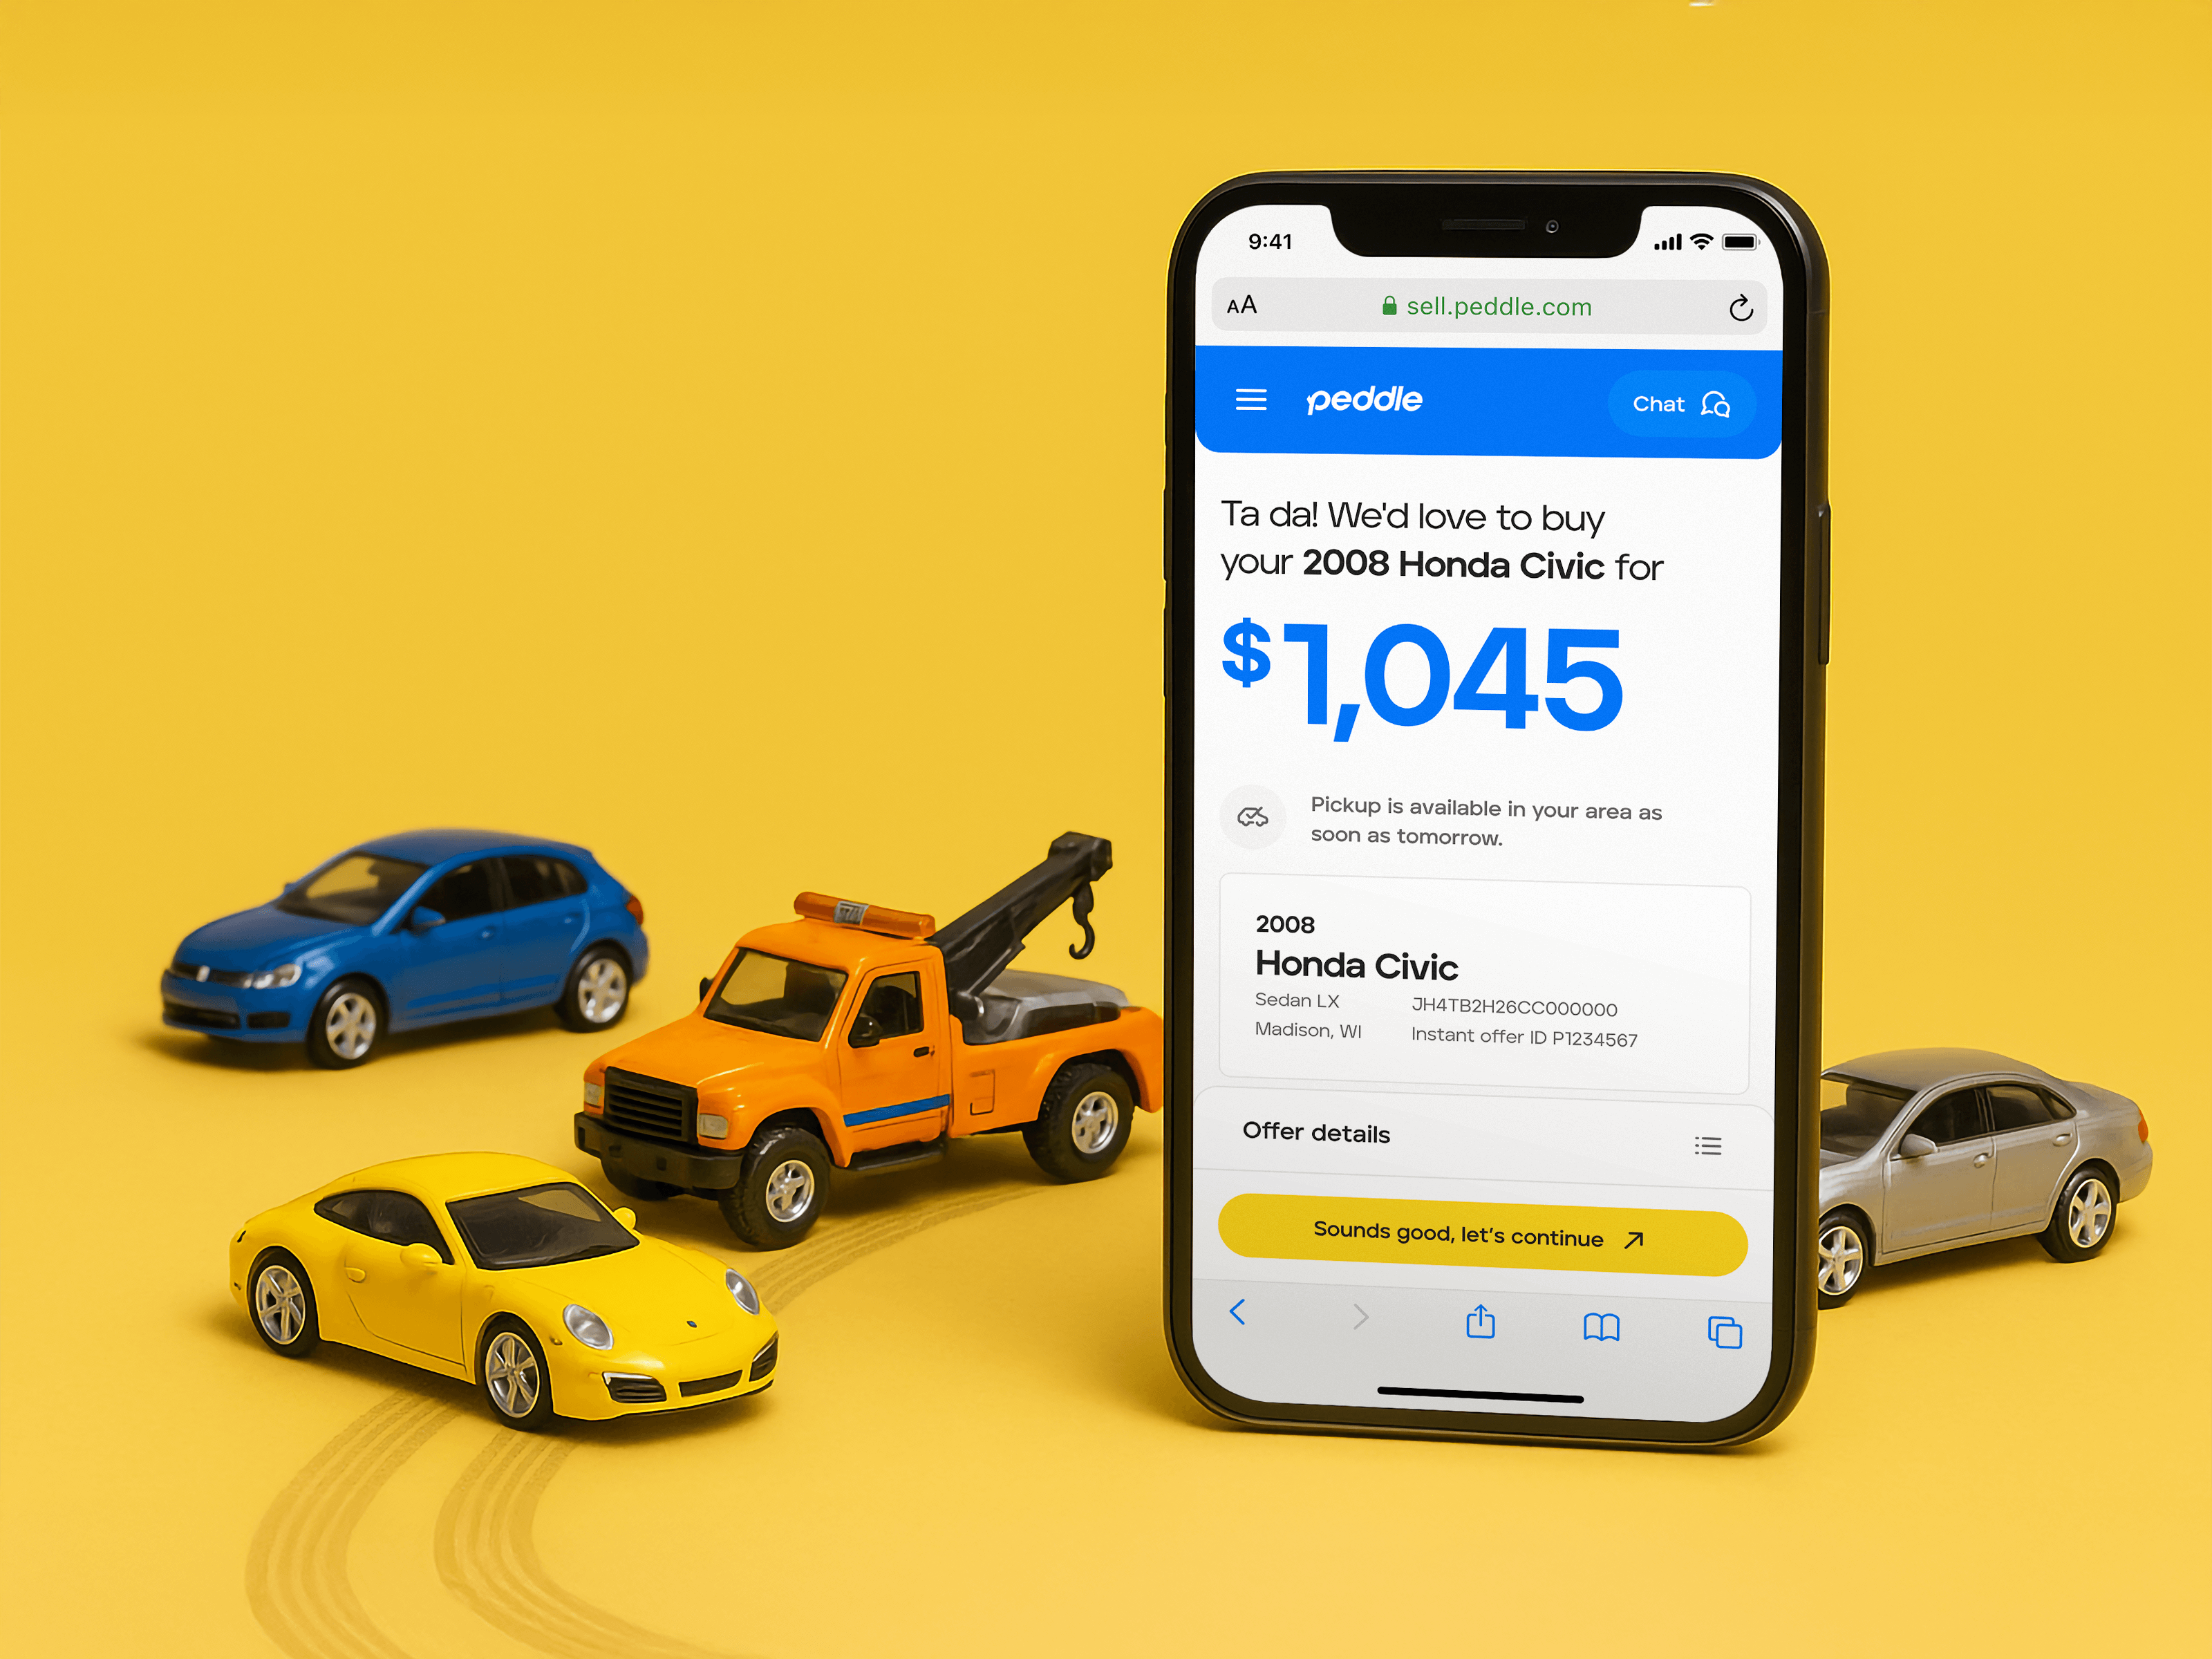 9:41
AA
sell.peddle.com
peddle
Chat
Ta da! We'd love to buy
your 2008 Honda Civic for
$1,045
Pickup is available in your area as
soon as tomorrow.
2008
Honda Civic
Sedan LX
JH4TB2H26CC000000
Madison, WI
Instant offer ID P1234567
Offer details
Sounds good, let’s continue